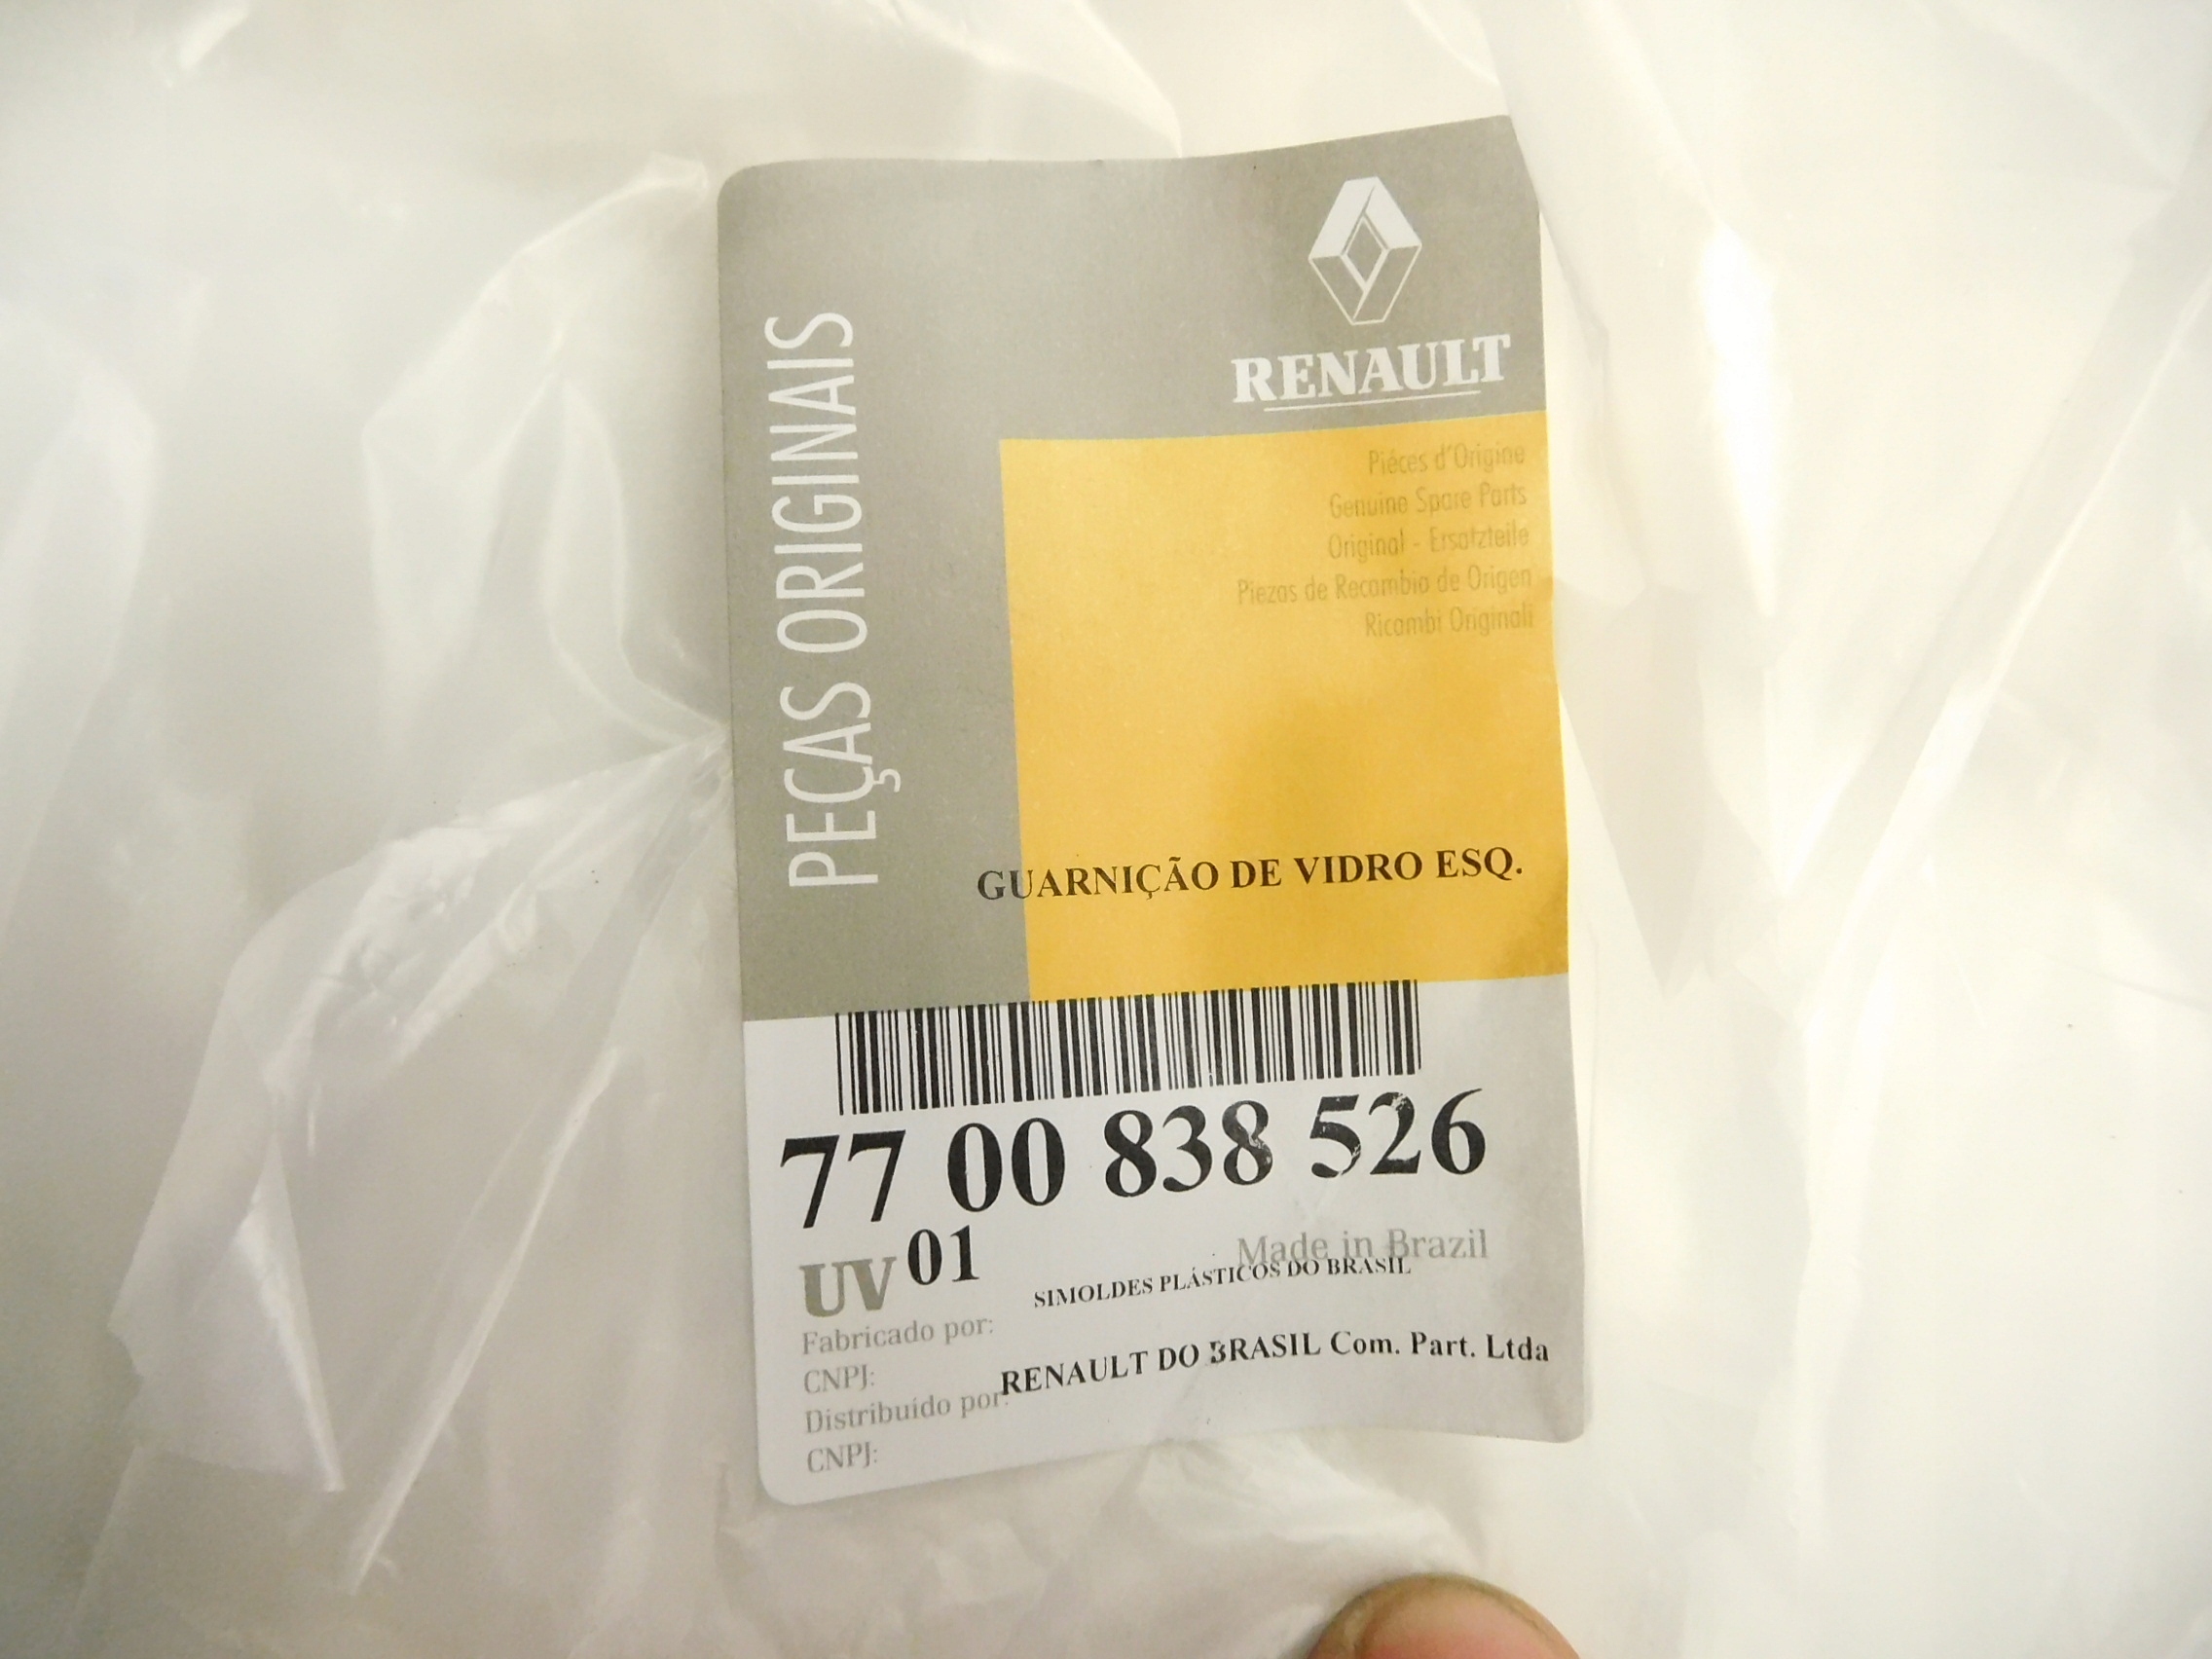 RENAULT
PEÇAS ORIGINAIS
Piéces d'Origine
Genuine Spare Parts
Original - Ersatzteile
Piezas de Recambio de Origen
Ricambi Originali
GUARNIÇÃO DE VIDRO ESQ.
77 00 838 526
UV 01
Made in Brazil
SIMOLDES PLÁSTICOS DO BRASIL
Fabricado por:
CNPJ:
Distribuído por: RENAULT DO BRASIL Com. Part. Ltda
CNPJ: